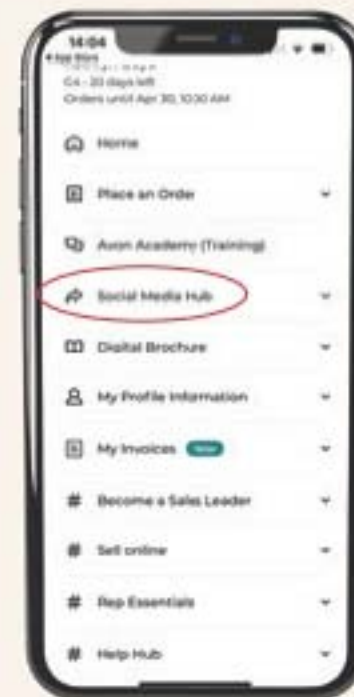 14:04
App Store
C4 - 20 days left
Orders until Apr 30, 10:30 AM
Home
Place an Order
Avon Academy (Training)
Social Media Hub
Digital Brochure
My Profile Information
My Invoices New
# Become a Sales Leader
# Sell online
# Rep Essentials
# Help Hub